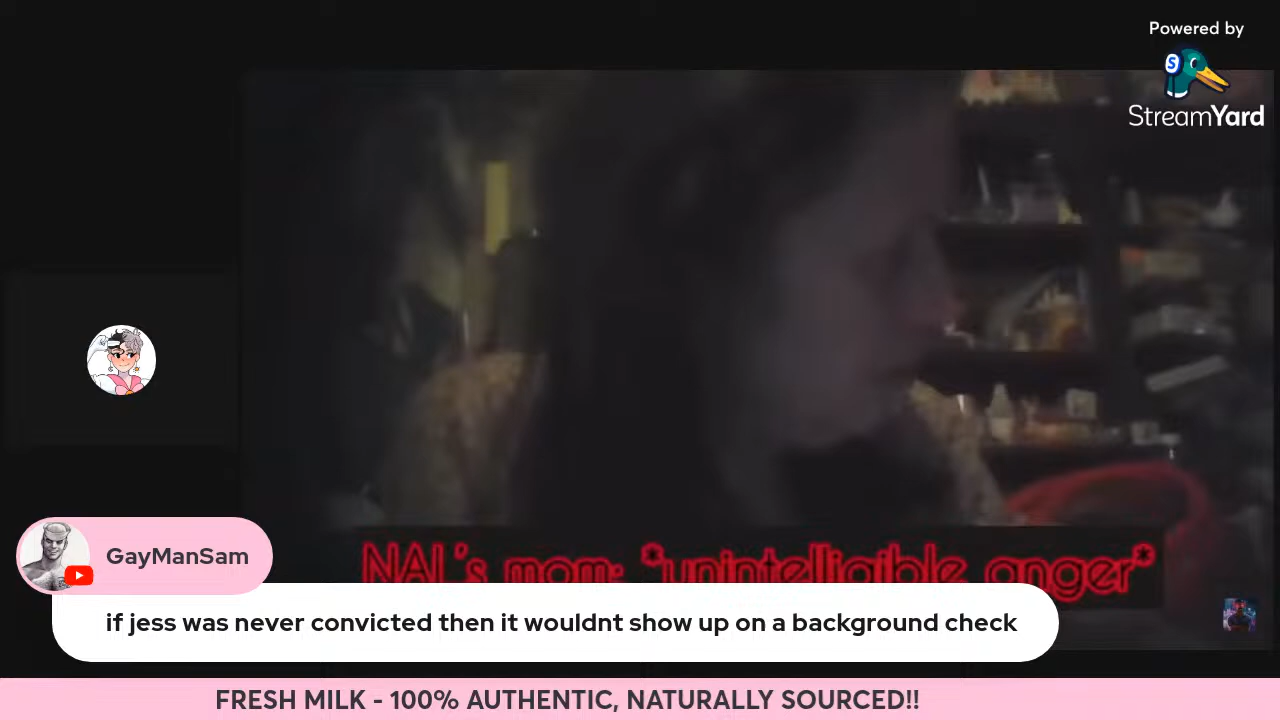 Powered by
StreamYard
NAL's mom: *unintelligible anger*
GayManSam
if jess was never convicted then it wouldnt show up on a background check
FRESH MILK - 100% AUTHENTIC, NATURALLY SOURCED!!